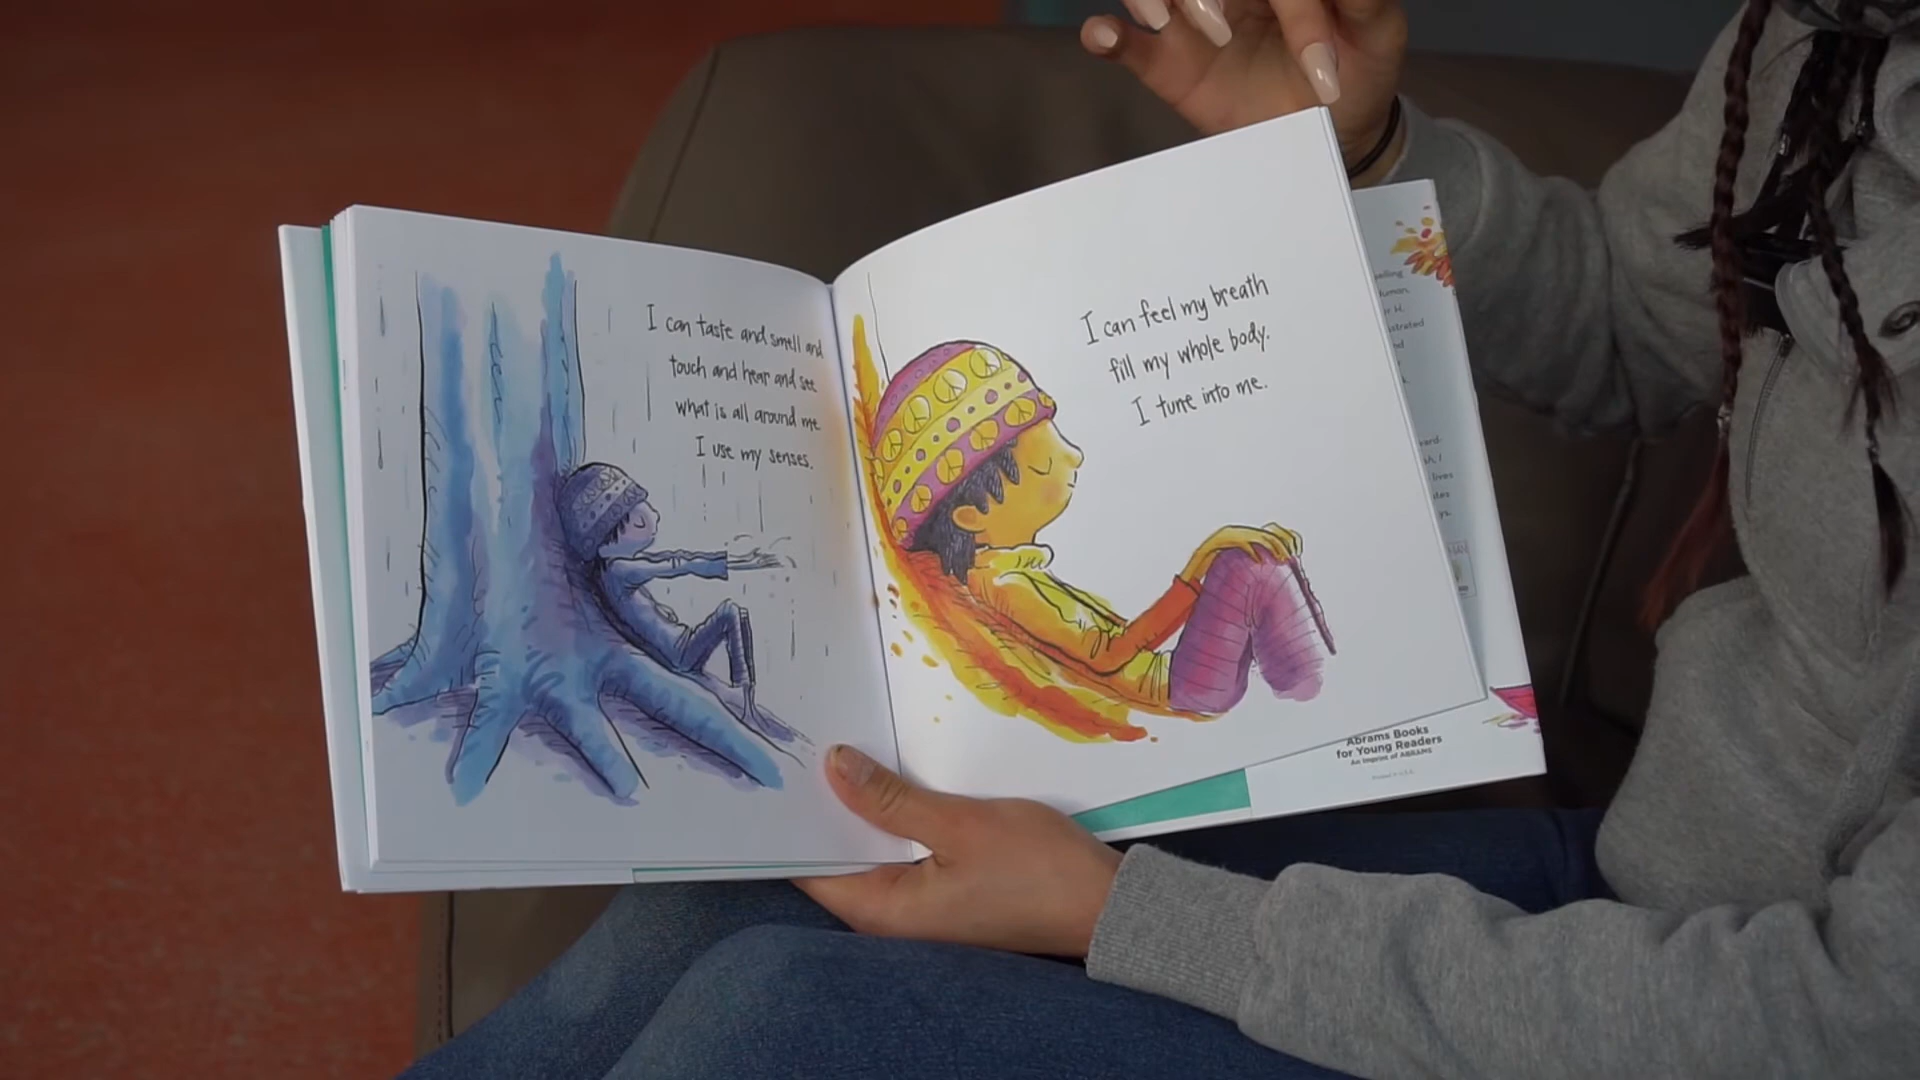 I can taste and smell and
touch and hear and see
what is all around me.
I use my senses.
I can feel my breath
fill my whole body.
I tune into me.
Abrams Books
for Young Readers
An imprint of ABRAMS